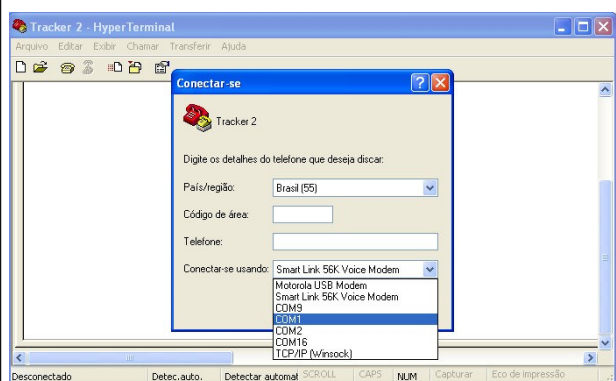 Tracker 2 - HyperTerminal
Arquivo Editar Exibir Chamar Transferir Ajuda
Conectar-se
Tracker 2
Digite os detalhes do telefone que deseja discar:
País/região: Brasil (55)
Código de área:
Telefone:
Conectar-se usando: Smart Link 56K Voice Modem
Motorola USB Modem
Smart Link 56K Voice Modem
COM9
COM1
COM2
COM16
TCP/IP (Winsock)
Desconectado Detec.auto. Detectar automat SCROLL CAPS NUM Capturar Eco de impressão